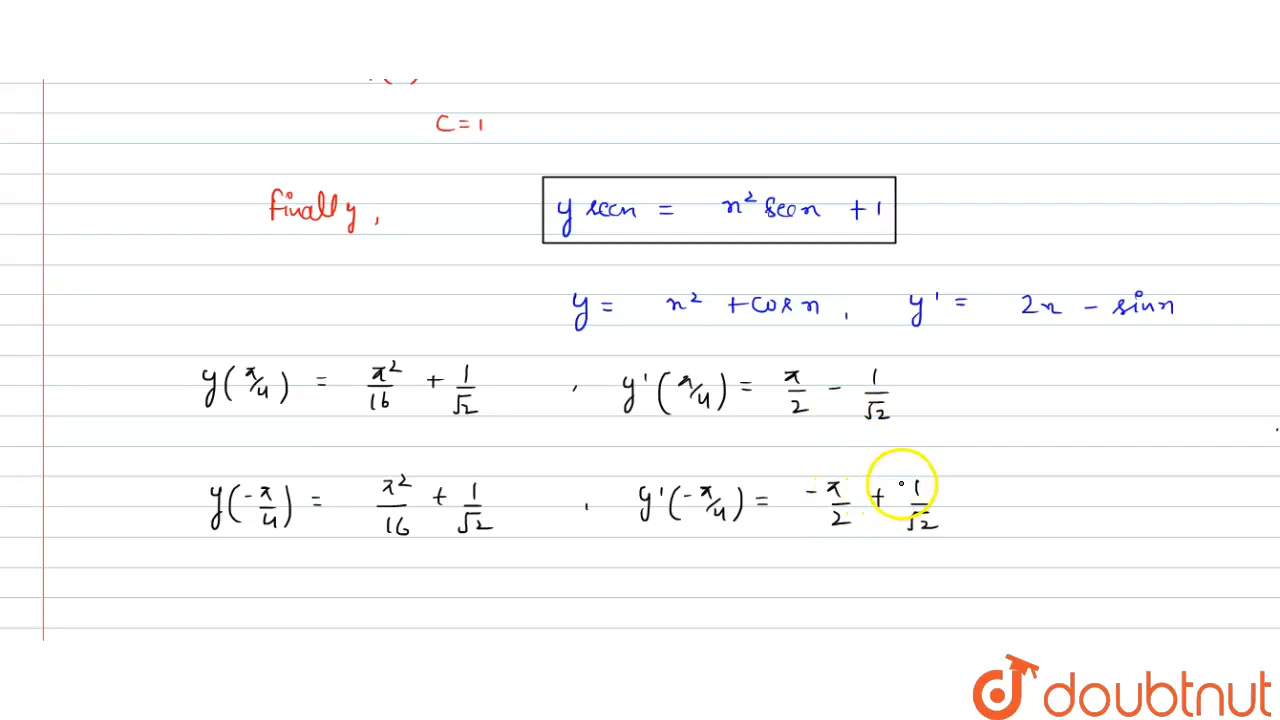 C = 1
Finally, y secx = x² secx + 1
y = x² + cosx, y' = 2x - sinx
y(π/4) = π²/16 + 1/√2 , y'(π/4) = π/2 - 1/√2
y(-π/4) = π²/16 + 1/√2 , y'(-π/4) = -π/2 + 1/√2
doubtnut